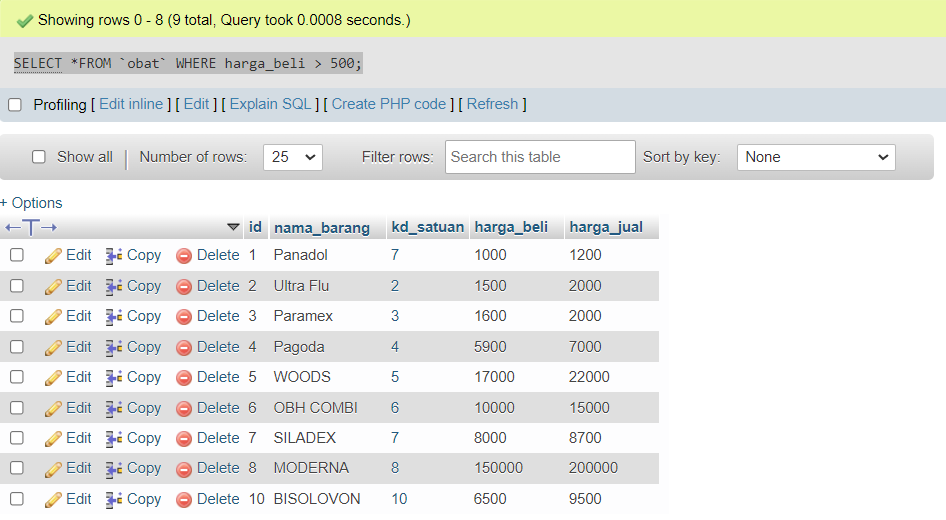 Showing rows 0 - 8 (9 total, Query took 0.0008 seconds.)
SELECT *FROM `obat` WHERE harga_beli > 500;
Profiling [ Edit inline ] [ Edit ] [ Explain SQL ] [ Create PHP code ] [ Refresh ]
Show all | Number of rows: 25 Filter rows: Search this table Sort by key: None
+ Options
←T→ id nama_barang kd_satuan harga_beli harga_jual
Edit Copy Delete 1 Panadol 7 1000 1200
Edit Copy Delete 2 Ultra Flu 2 1500 2000
Edit Copy Delete 3 Paramex 3 1600 2000
Edit Copy Delete 4 Pagoda 4 5900 7000
Edit Copy Delete 5 WOODS 5 17000 22000
Edit Copy Delete 6 OBH COMBI 6 10000 15000
Edit Copy Delete 7 SILADEX 7 8000 8700
Edit Copy Delete 8 MODERNA 8 150000 200000
Edit Copy Delete 10 BISOLOVON 10 6500 9500